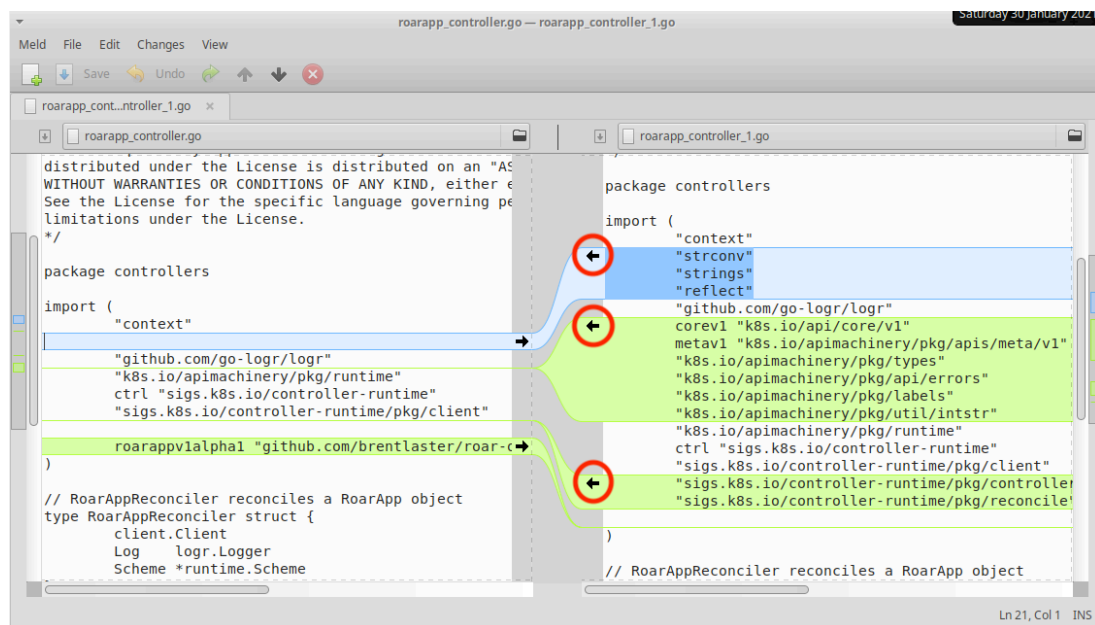 roarapp_controller.go — roarapp_controller_1.go
Saturday 30 January 202
Meld File Edit Changes View
Save Undo
roarapp_cont...ntroller_1.go ×
roarapp_controller.go
distributed under the License is distributed on an "AS
WITHOUT WARRANTIES OR CONDITIONS OF ANY KIND, either e
See the License for the specific language governing pe
limitations under the License.
*/
package controllers
import (
"context"
"github.com/go-logr/logr"
"k8s.io/apimachinery/pkg/runtime"
ctrl "sigs.k8s.io/controller-runtime"
"sigs.k8s.io/controller-runtime/pkg/client"
roarappv1alpha1 "github.com/brentlaster/roar-c
)
// RoarAppReconciler reconciles a RoarApp object
type RoarAppReconciler struct {
client.Client
Log logr.Logger
Scheme *runtime.Scheme
roarapp_controller_1.go
package controllers
import (
"context"
"strconv"
"strings"
"reflect"
"github.com/go-logr/logr"
corev1 "k8s.io/api/core/v1"
metav1 "k8s.io/apimachinery/pkg/apis/meta/v1"
"k8s.io/apimachinery/pkg/types"
"k8s.io/apimachinery/pkg/api/errors"
"k8s.io/apimachinery/pkg/labels"
"k8s.io/apimachinery/pkg/util/intstr"
"k8s.io/apimachinery/pkg/runtime"
ctrl "sigs.k8s.io/controller-runtime"
"sigs.k8s.io/controller-runtime/pkg/client"
"sigs.k8s.io/controller-runtime/pkg/controller
"sigs.k8s.io/controller-runtime/pkg/reconcile"
)
// RoarAppReconciler reconciles a RoarApp object
Ln 21, Col 1 INS